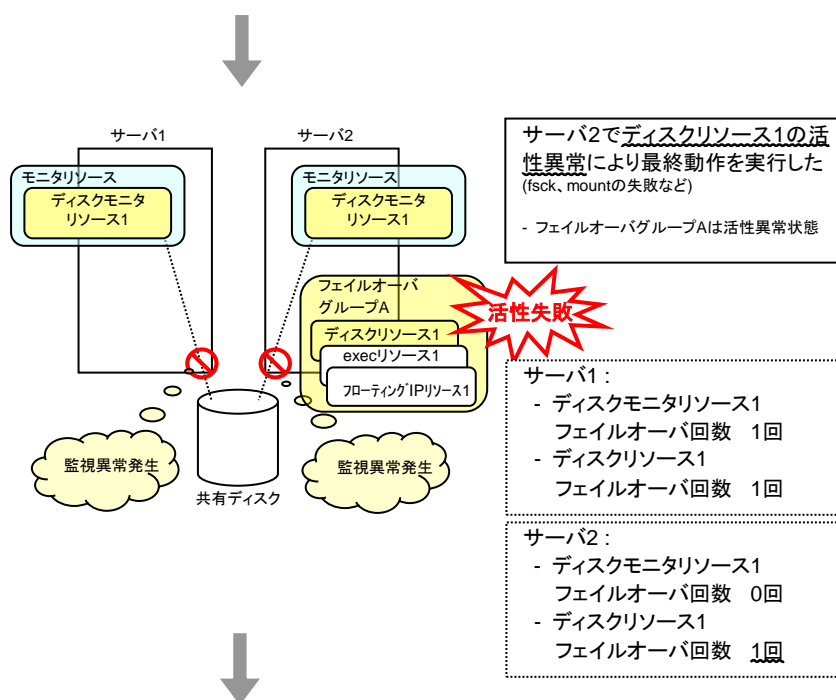 サーバ1
サーバ2
モニタリソース
ディスクモニタ
リソース1
モニタリソース
ディスクモニタ
リソース1
フェイルオーバ
グループA
ディスクリソース1
execリソース1
フローティングIPリソース1
活性失敗
監視異常発生
共有ディスク
監視異常発生
サーバ2でディスクリソース1の活
性異常により最終動作を実行した
(fsck、mountの失敗など)
- フェイルオーバグループAは活性異常状態
サーバ1 :
- ディスクモニタリソース1
フェイルオーバ回数 1回
- ディスクリソース1
フェイルオーバ回数 1回
サーバ2 :
- ディスクモニタリソース1
フェイルオーバ回数 0回
- ディスクリソース1
フェイルオーバ回数 1回